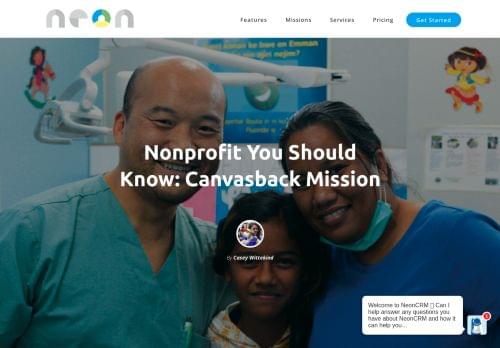 neon
Features
Missions
Services
Pricing
Get Started
Nonprofit You Should
Know: Canvasback Mission
By Casey Wittekind
Welcome to NeonCRM Can I
help answer any questions you
have about NeonCRM and how it
can help you...
1